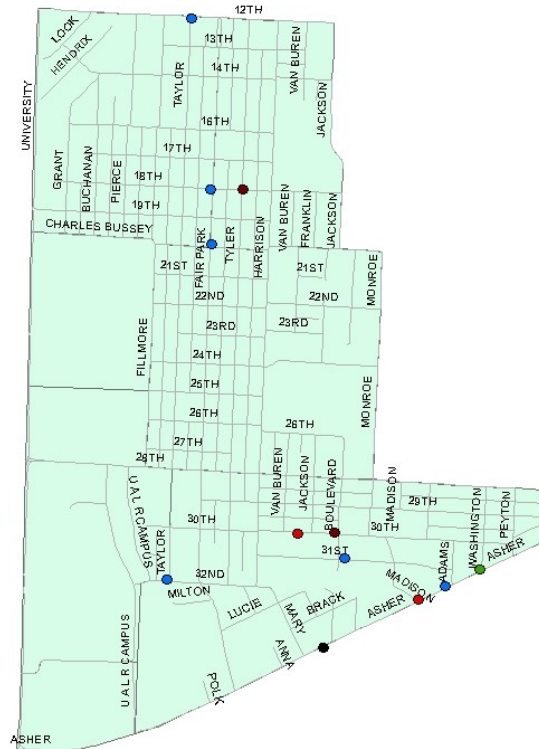 12TH
LOOK
HENDRIX
13TH
VAN BUREN
TAYLOR
14TH
UNIVERSITY
JACKSON
16TH
17TH
GRANT
BUCHANAN
PIERCE
18TH
19TH
VAN BUREN
FRANKLIN
JACKSON
CHARLES BUSSEY
FAIR PARK
TYLER
HARRISON
21ST
21ST
MONROE
22ND
22ND
FILLMORE
23RD
23RD
24TH
25TH
MONROE
26TH
26TH
27TH
28TH
VAN BUREN
JACKSON
BOULEVARD
MADISON
29TH
UALR CAMPUS
30TH
30TH
WASHINGTON
PEYTON
TAYLOR
31ST
ASHER
ADAMS
32ND
MILTON
MADISON
LUCIE
MARY
BRACK
ASHER
UALR CAMPUS
ANNA
POLK
ASHER